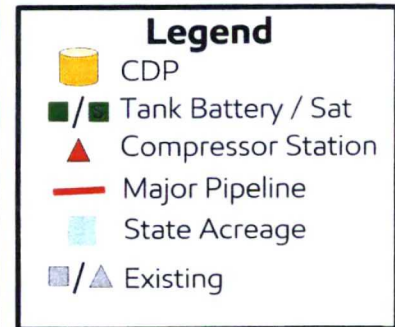 Legend
CDP
/ Tank Battery / Sat
Compressor Station
Major Pipeline
State Acreage
/ Existing